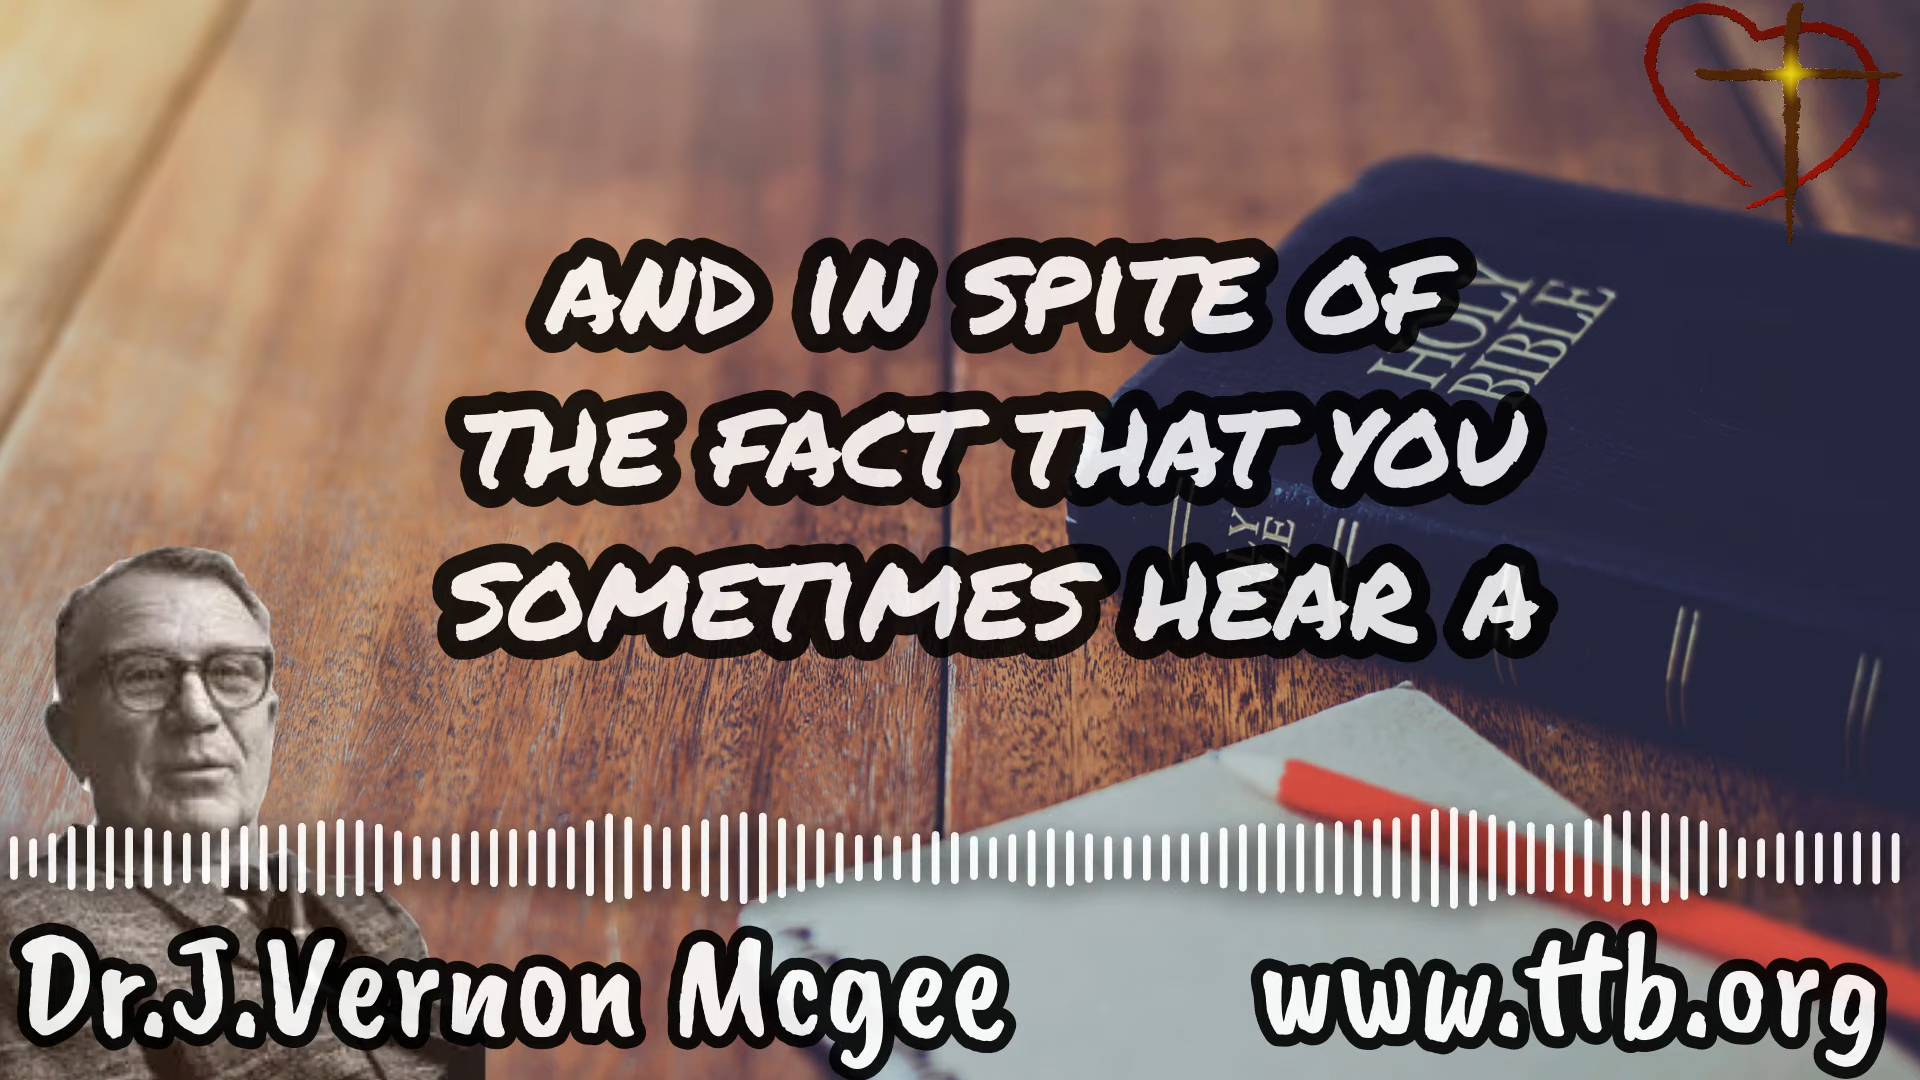 AND IN SPITE OF
THE FACT THAT YOU
SOMETIMES HEAR A
HOLY
BIBLE
Dr.J.Vernon Mcgee
www.ttb.org